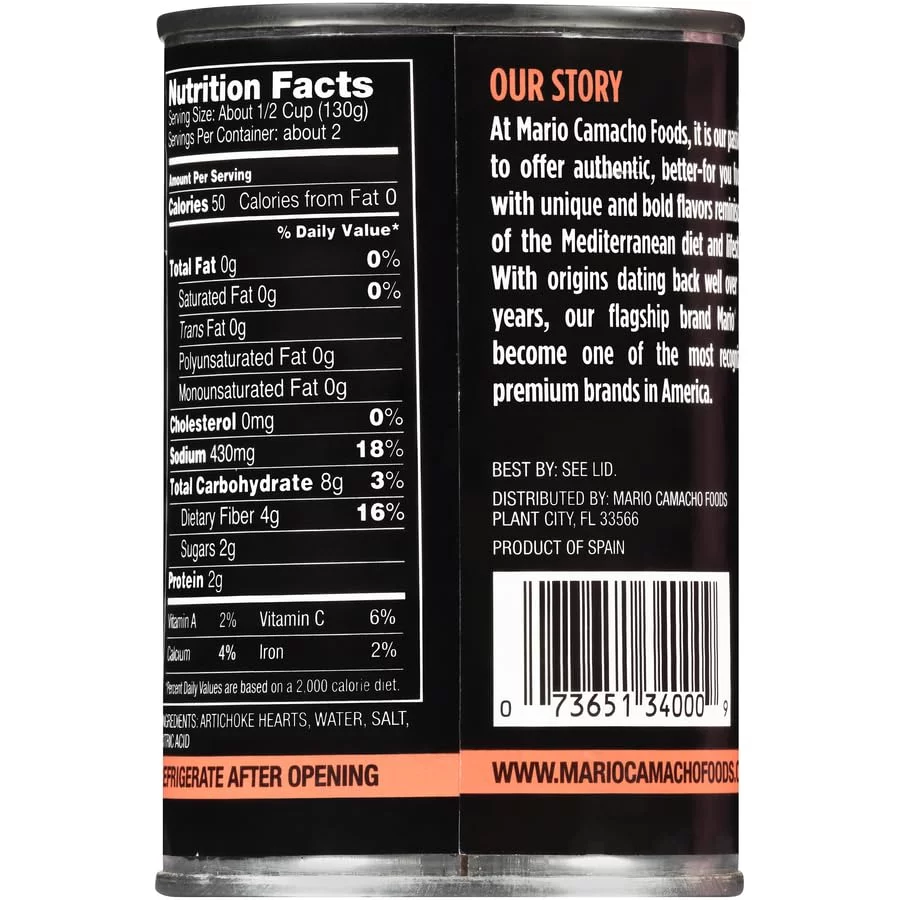 Nutrition Facts
Serving Size: About 1/2 Cup (130g)
Servings Per Container: about 2
Amount Per Serving
Calories 50 Calories from Fat 0
% Daily Value*
Total Fat 0g 0%
Saturated Fat 0g 0%
Trans Fat 0g
Polyunsaturated Fat 0g
Monounsaturated Fat 0g
Cholesterol 0mg 0%
Sodium 430mg 18%
Total Carbohydrate 8g 3%
Dietary Fiber 4g 16%
Sugars 2g
Protein 2g
Vitamin A 2% Vitamin C 6%
Calcium 4% Iron 2%
*Percent Daily Values are based on a 2,000 calorie diet.
ARTICHOKE HEARTS, WATER, SALT,
ACID
AFTER OPENING
OUR STORY
At Mario Camacho Foods, it is our
to offer authentic, better-for you
with unique and bold flavors
of the Mediterranean diet and
With origins dating back well over
years, our flagship brand Mario
become one of the most
premium brands in America.
BEST BY: SEE LID.
DISTRIBUTED BY: MARIO CAMACHO FOODS
PLANT CITY, FL 33566
PRODUCT OF SPAIN
0 73651 34000 9
WWW.MARIOCAMACHOFOODS.C